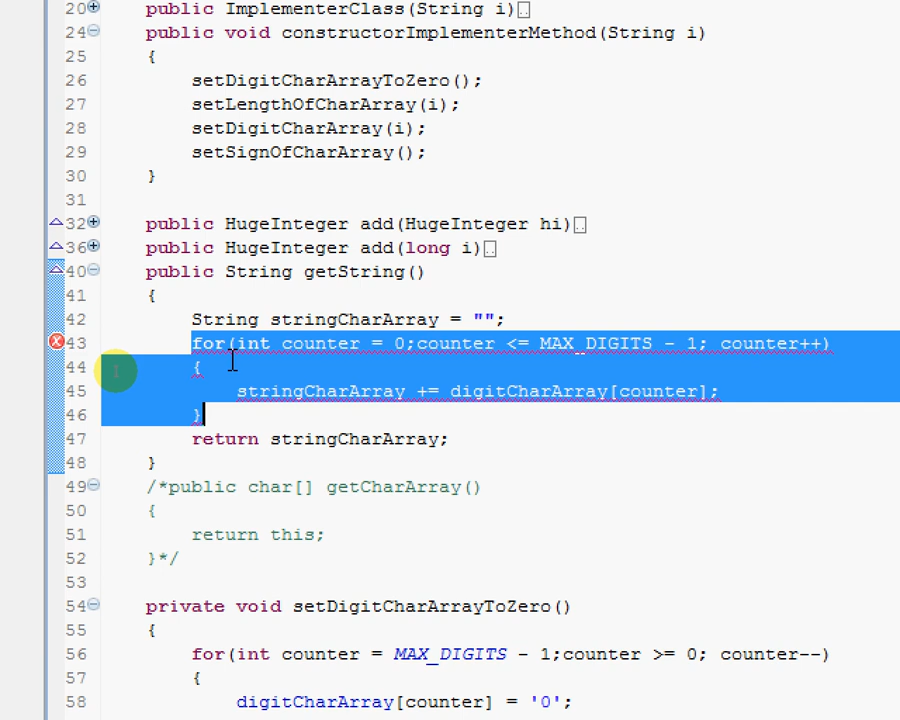 20 public ImplementerClass(String i)
24 public void constructorImplementerMethod(String i)
25 {
26 setDigitCharArrayToZero();
27 setLengthOfCharArray(i);
28 setDigitCharArray(i);
29 setSignOfCharArray();
30 }
31
32 public HugeInteger add(HugeInteger hi)
36 public HugeInteger add(long i)
40 public String getString()
41 {
42 String stringCharArray = "";
43 for(int counter = 0;counter <= MAX_DIGITS - 1; counter++)
44 {
45 stringCharArray += digitCharArray[counter];
46 }
47 return stringCharArray;
48 }
49 /*public char[] getCharArray()
50 {
51 return this;
52 }*/
53
54 private void setDigitCharArrayToZero()
55 {
56 for(int counter = MAX_DIGITS - 1;counter >= 0; counter--)
57 {
58 digitCharArray[counter] = '0';